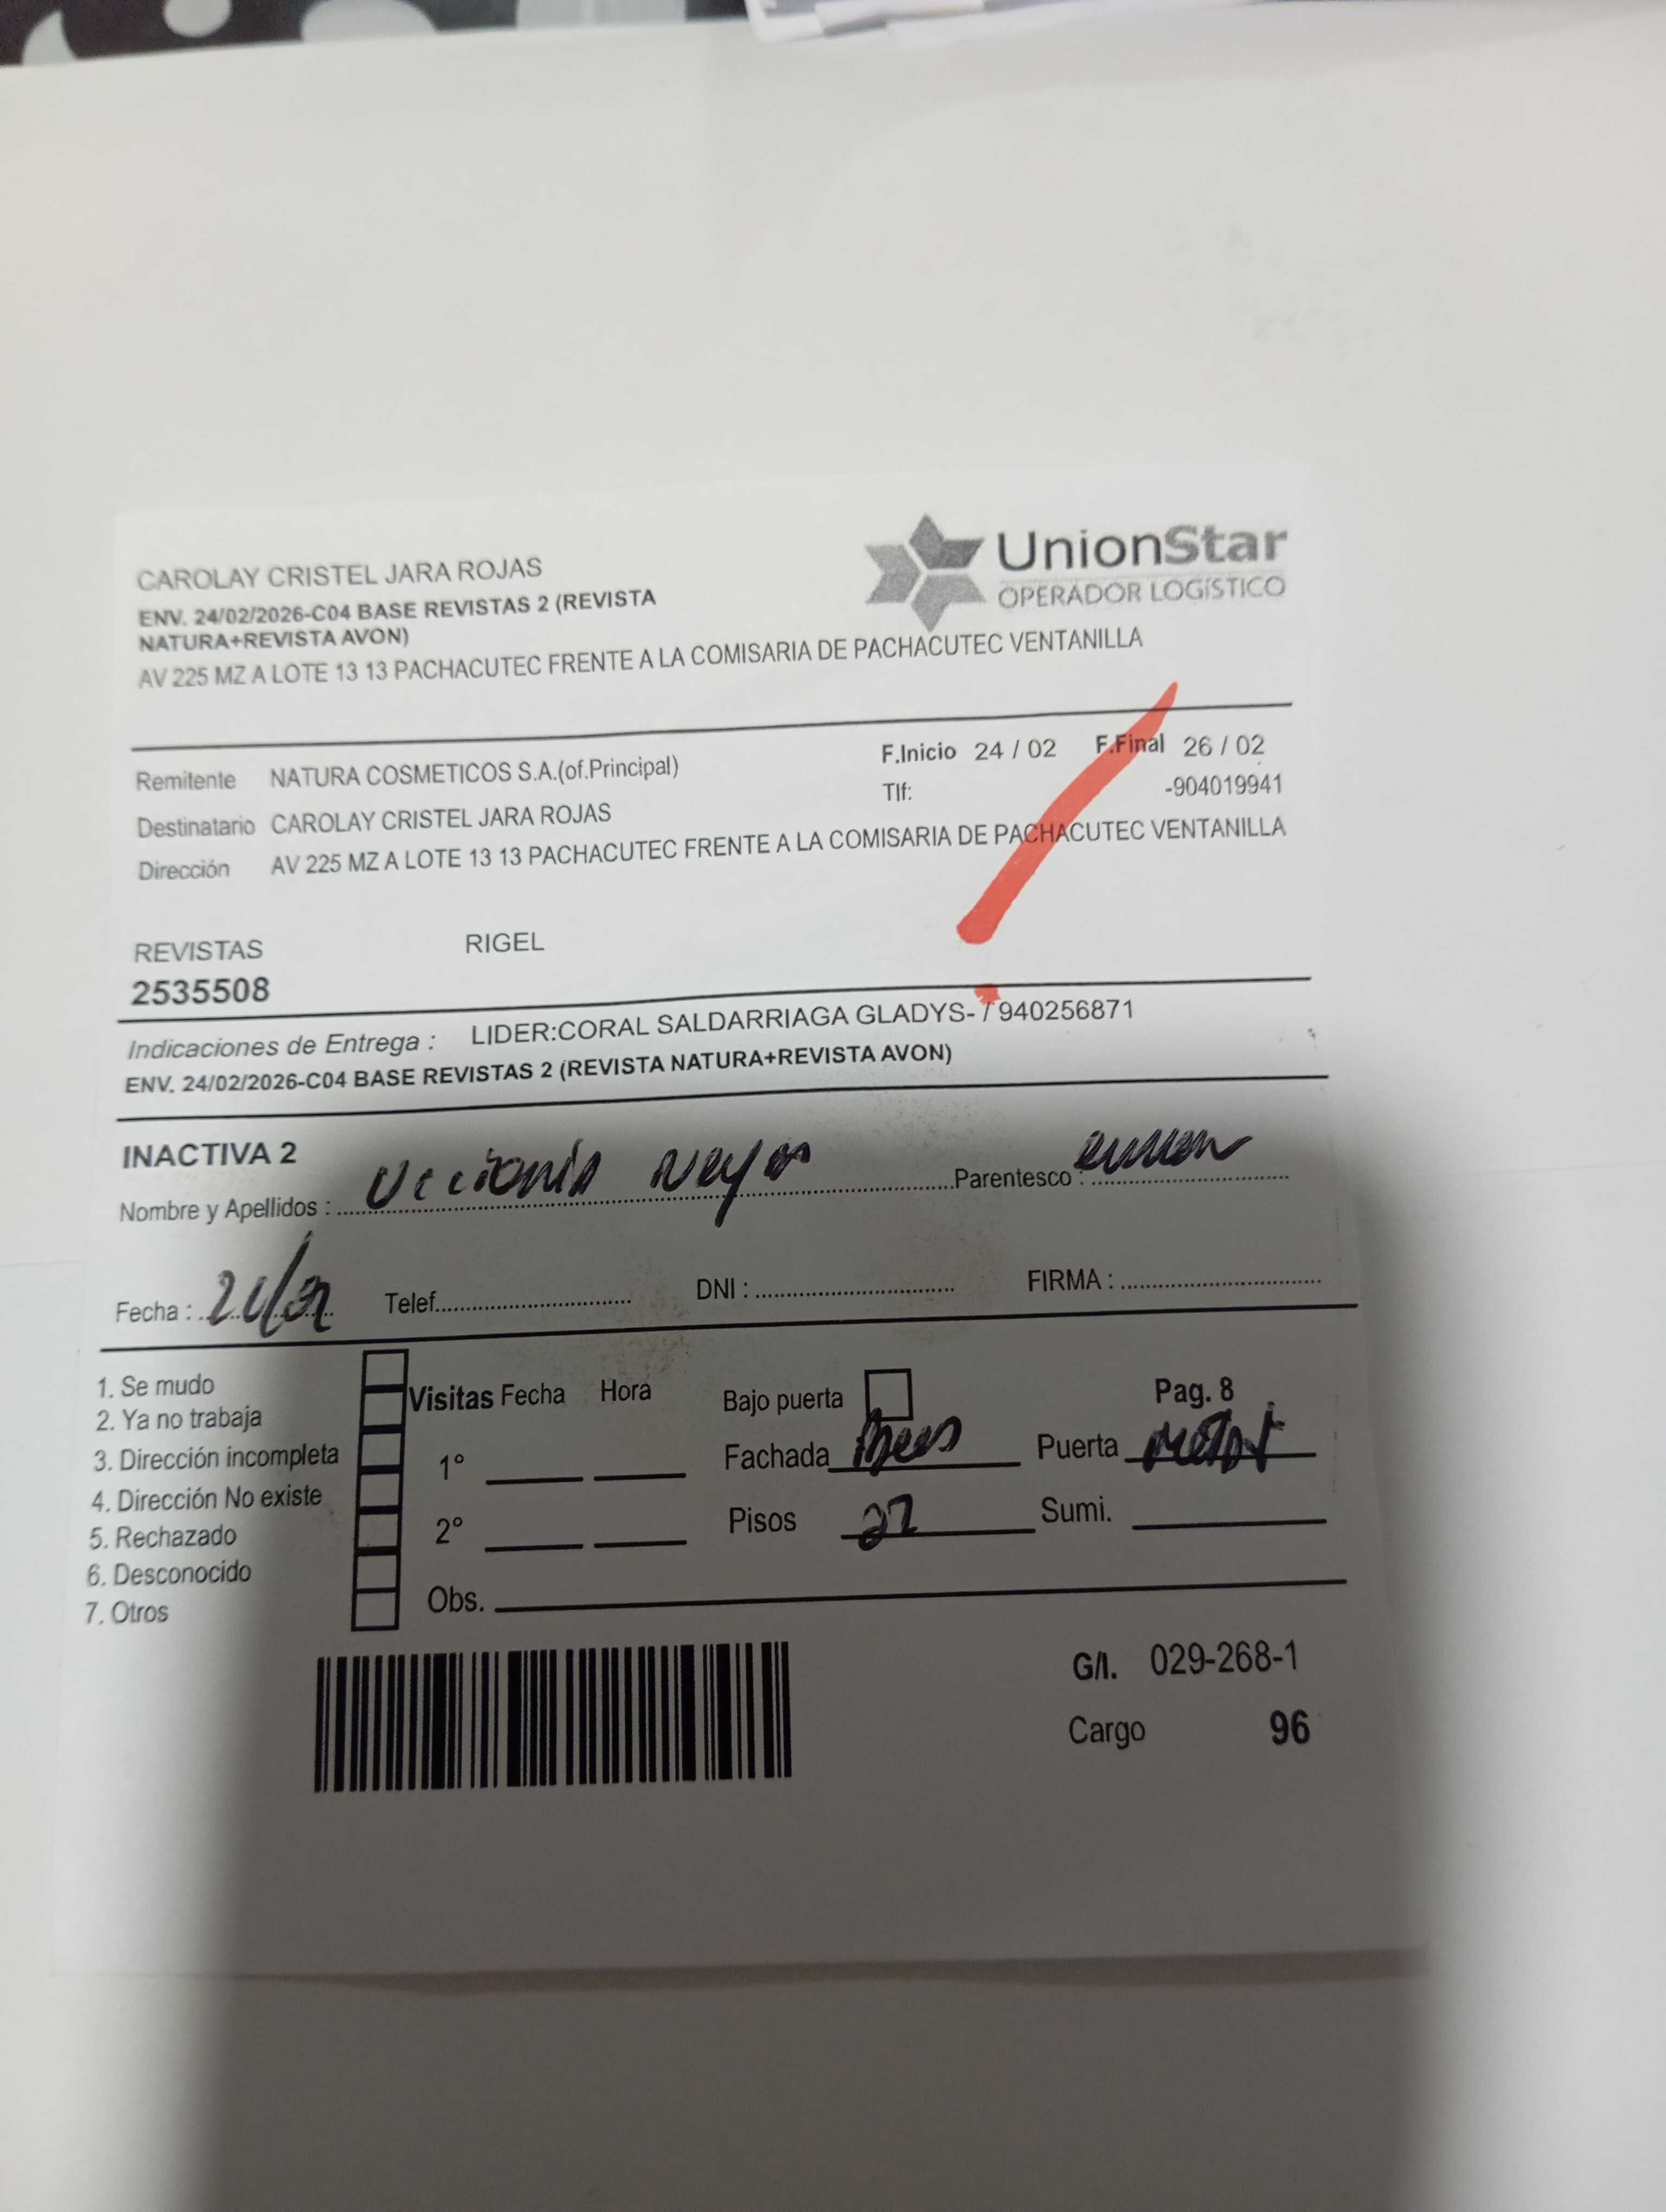 UnionStar
OPERADOR LOGÍSTICO
CAROLAY CRISTEL JARA ROJAS
ENV. 24/02/2026-C04 BASE REVISTAS 2 (REVISTA
NATURA+REVISTA AVON)
AV 225 MZ A LOTE 13 13 PACHACUTEC FRENTE A LA COMISARIA DE PACHACUTEC VENTANILLA
Remitente NATURA COSMETICOS S.A.(of.Principal) F.Inicio 24 / 02 F.Final 26 / 02
Tlf: -904019941
Destinatario CAROLAY CRISTEL JARA ROJAS
Dirección AV 225 MZ A LOTE 13 13 PACHACUTEC FRENTE A LA COMISARIA DE PACHACUTEC VENTANILLA
REVISTAS RIGEL
2535508
Indicaciones de Entrega : LIDER:CORAL SALDARRIAGA GLADYS- / 940256871
ENV. 24/02/2026-C04 BASE REVISTAS 2 (REVISTA NATURA+REVISTA AVON)
INACTIVA 2
Nombre y Apellidos : Parentesco :
Fecha : Telef. DNI : FIRMA :
1. Se mudo
2. Ya no trabaja
3. Dirección incompleta
4. Dirección No existe
5. Rechazado
6. Desconocido
7. Otros
Visitas Fecha Hora Bajo puerta Pag. 8
1° Fachada Puerta
2° Pisos Sumi.
Obs.
G/I. 029-268-1
Cargo 96